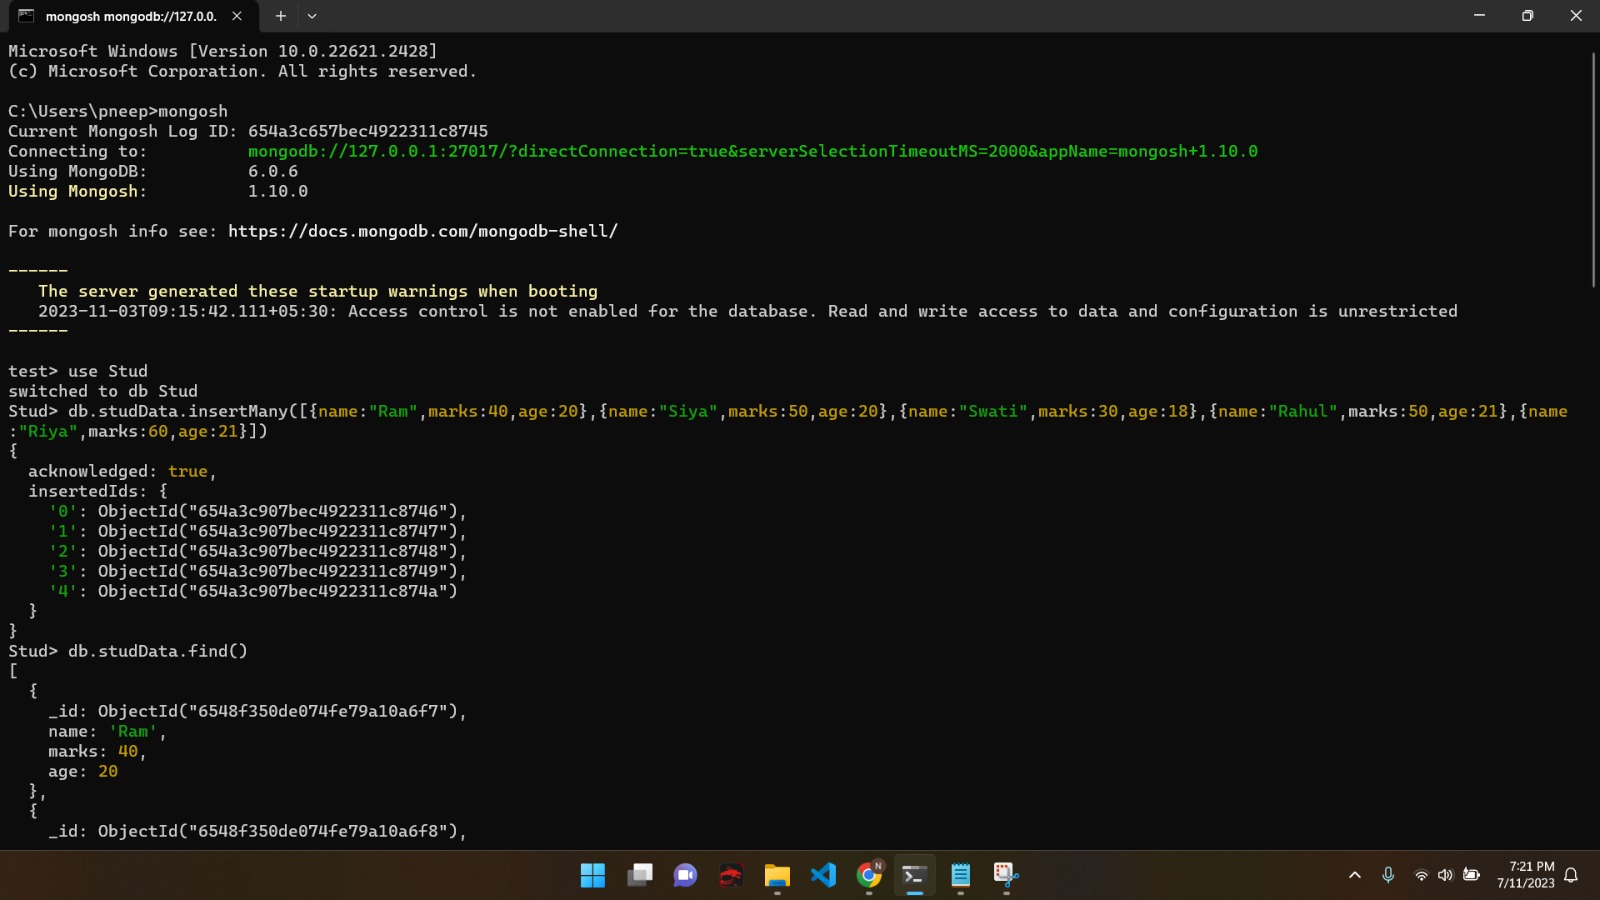 mongosh mongodb://127.0.0.
Microsoft Windows [Version 10.0.22621.2428]
(c) Microsoft Corporation. All rights reserved.
C:\Users\pneep>mongosh
Current Mongosh Log ID: 654a3c657bec4922311c8745
Connecting to:          mongodb://127.0.0.1:27017/?directConnection=true&serverSelectionTimeoutMS=2000&appName=mongosh+1.10.0
Using MongoDB:          6.0.6
Using Mongosh:          1.10.0
For mongosh info see: https://docs.mongodb.com/mongodb-shell/
------
   The server generated these startup warnings when booting
   2023-11-03T09:15:42.111+05:30: Access control is not enabled for the database. Read and write access to data and configuration is unrestricted
------
test> use Stud
switched to db Stud
Stud> db.studData.insertMany([{name:"Ram",marks:40,age:20},{name:"Siya",marks:50,age:20},{name:"Swati",marks:30,age:18},{name:"Rahul",marks:50,age:21},{name
:"Riya",marks:60,age:21}])
{
  acknowledged: true,
  insertedIds: {
    '0': ObjectId("654a3c907bec4922311c8746"),
    '1': ObjectId("654a3c907bec4922311c8747"),
    '2': ObjectId("654a3c907bec4922311c8748"),
    '3': ObjectId("654a3c907bec4922311c8749"),
    '4': ObjectId("654a3c907bec4922311c874a")
  }
}
Stud> db.studData.find()
[
  {
    _id: ObjectId("6548f350de074fe79a10a6f7"),
    name: 'Ram',
    marks: 40,
    age: 20
  },
  {
    _id: ObjectId("6548f350de074fe79a10a6f8"),
N
7:21 PM
7/11/2023